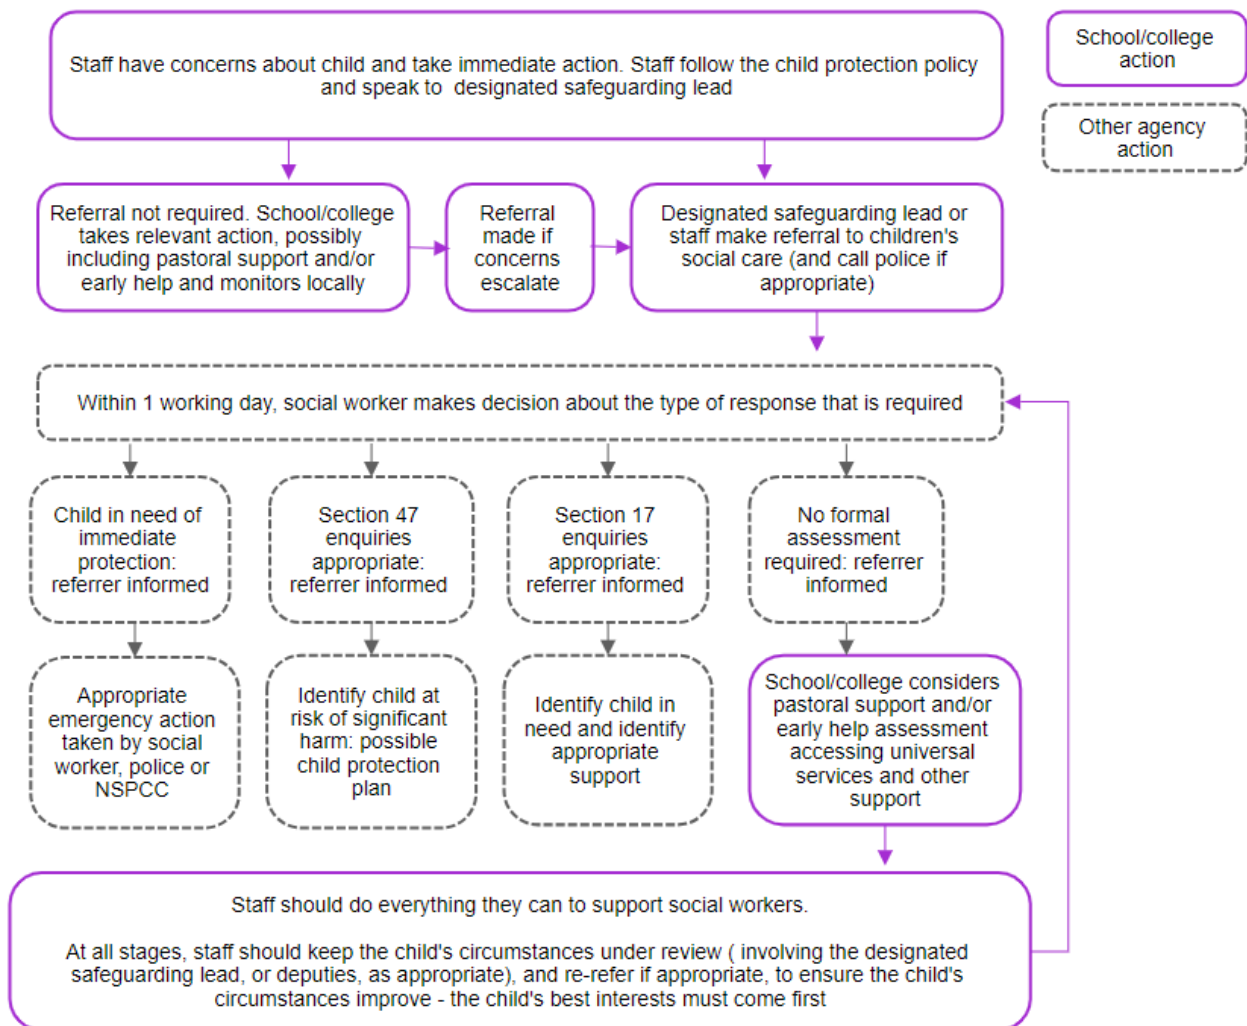 Staff have concerns about child and take immediate action. Staff follow the child protection policy
and speak to designated safeguarding lead
School/college
action
Other agency
action
Referral not required. School/college
takes relevant action, possibly
including pastoral support and/or
early help and monitors locally
Referral
made if
concerns
escalate
Designated safeguarding lead or
staff make referral to children's
social care (and call police if
appropriate)
Within 1 working day, social worker makes decision about the type of response that is required
Child in need of
immediate
protection:
referrer informed
Section 47
enquiries
appropriate:
referrer informed
Section 17
enquiries
appropriate:
referrer informed
No formal
assessment
required: referrer
informed
Appropriate
emergency action
taken by social
worker, police or
NSPCC
Identify child at
risk of significant
harm: possible
child protection
plan
Identify child in
need and identify
appropriate
support
School/college considers
pastoral support and/or
early help assessment
accessing universal
services and other
support
Staff should do everything they can to support social workers.
At all stages, staff should keep the child's circumstances under review ( involving the designated
safeguarding lead, or deputies, as appropriate), and re-refer if appropriate, to ensure the child's
circumstances improve - the child's best interests must come first